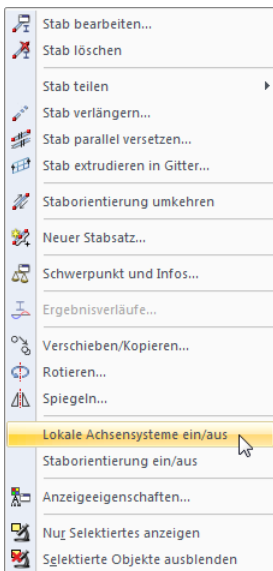 Stab bearbeiten...
Stab löschen
Stab teilen
Stab verlängern...
Stab parallel versetzen...
Stab extrudieren in Gitter...
Staborientierung umkehren
Neuer Stabsatz...
Schwerpunkt und Infos...
Ergebnisverläufe...
Verschieben/Kopieren...
Rotieren...
Spiegeln...
Lokale Achsensysteme ein/aus
Staborientierung ein/aus
Anzeigeeigenschaften...
Nur Selektiertes anzeigen
Selektierte Objekte ausblenden